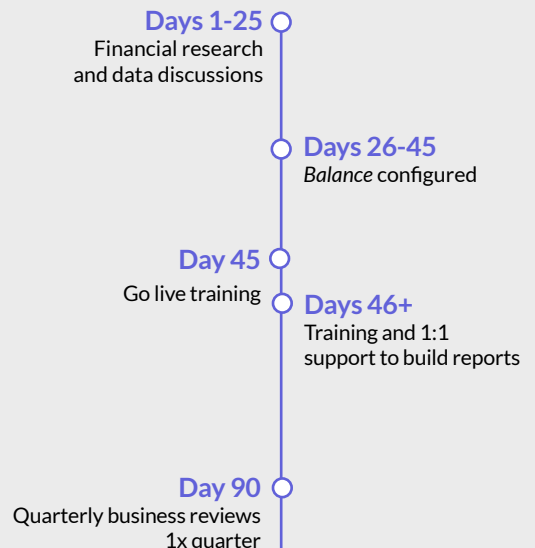 Days 1-25
Financial research
and data discussions
Days 26-45
Balance configured
Day 45
Go live training
Days 46+
Training and 1:1
support to build reports
Day 90
Quarterly business reviews
1x quarter